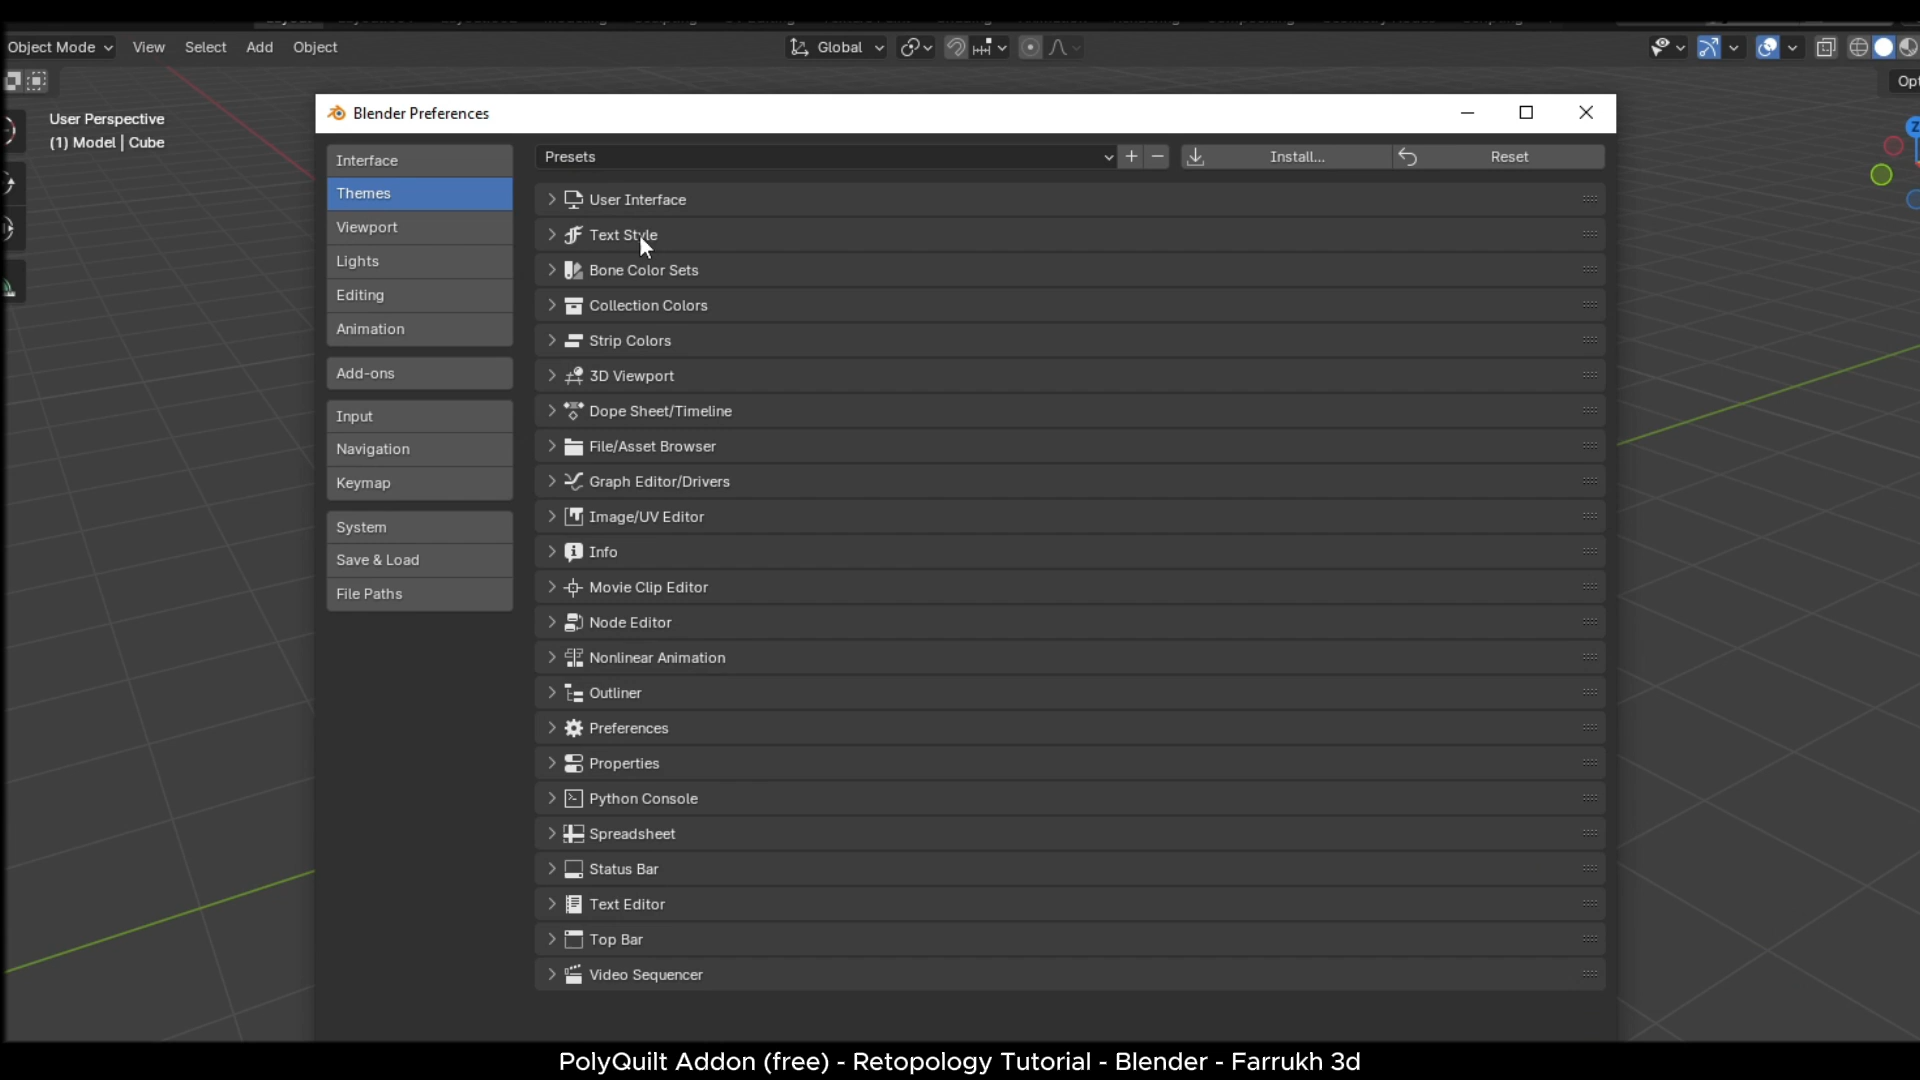 Object Mode View Select Add Object Global
Opt
User Perspective
(1) Model | Cube
Z
Blender Preferences
Interface
Themes
Viewport
Lights
Editing
Animation
Add-ons
Input
Navigation
Keymap
System
Save & Load
File Paths
Presets Install... Reset
User Interface
Text Style
Bone Color Sets
Collection Colors
Strip Colors
3D Viewport
Dope Sheet/Timeline
File/Asset Browser
Graph Editor/Drivers
Image/UV Editor
Info
Movie Clip Editor
Node Editor
Nonlinear Animation
Outliner
Preferences
Properties
Python Console
Spreadsheet
Status Bar
Text Editor
Top Bar
Video Sequencer
PolyQuilt Addon (free) - Retopology Tutorial - Blender - Farrukh 3d